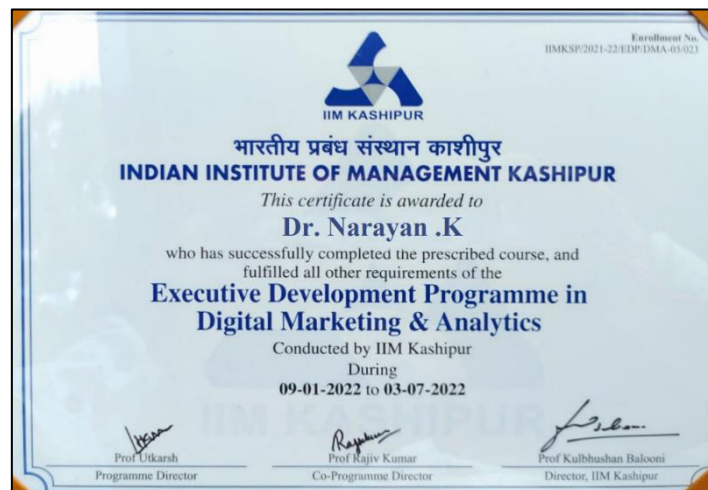 Enrollment No.
IIMKSP/2021-22/EDP/DMA-05/023
IIM KASHIPUR
भारतीय प्रबंध संस्थान काशीपुर
INDIAN INSTITUTE OF MANAGEMENT KASHIPUR
This certificate is awarded to
Dr. Narayan .K
who has successfully completed the prescribed course, and
fulfilled all other requirements of the
Executive Development Programme in
Digital Marketing & Analytics
Conducted by IIM Kashipur
During
09-01-2022 to 03-07-2022
IIM KASHIPUR
Prof Utkarsh
Programme Director
Prof Rajiv Kumar
Co-Programme Director
Prof Kulbhushan Balooni
Director, IIM Kashipur